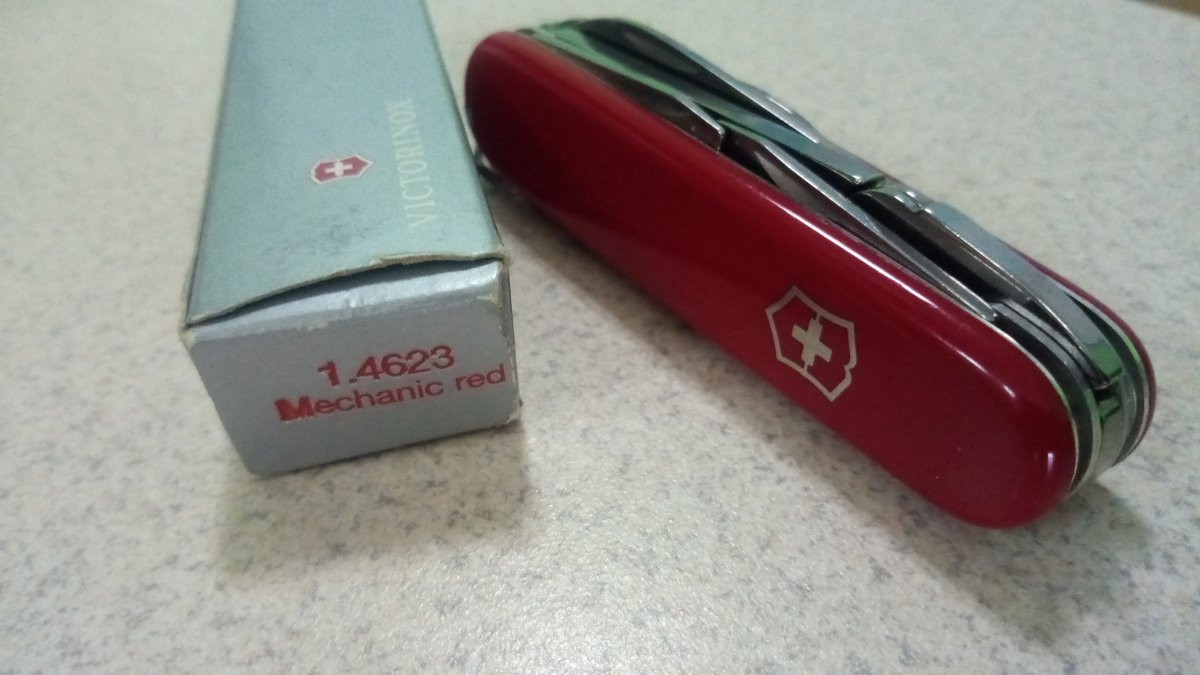 VICTORINOX
1.4623
Mechanic red